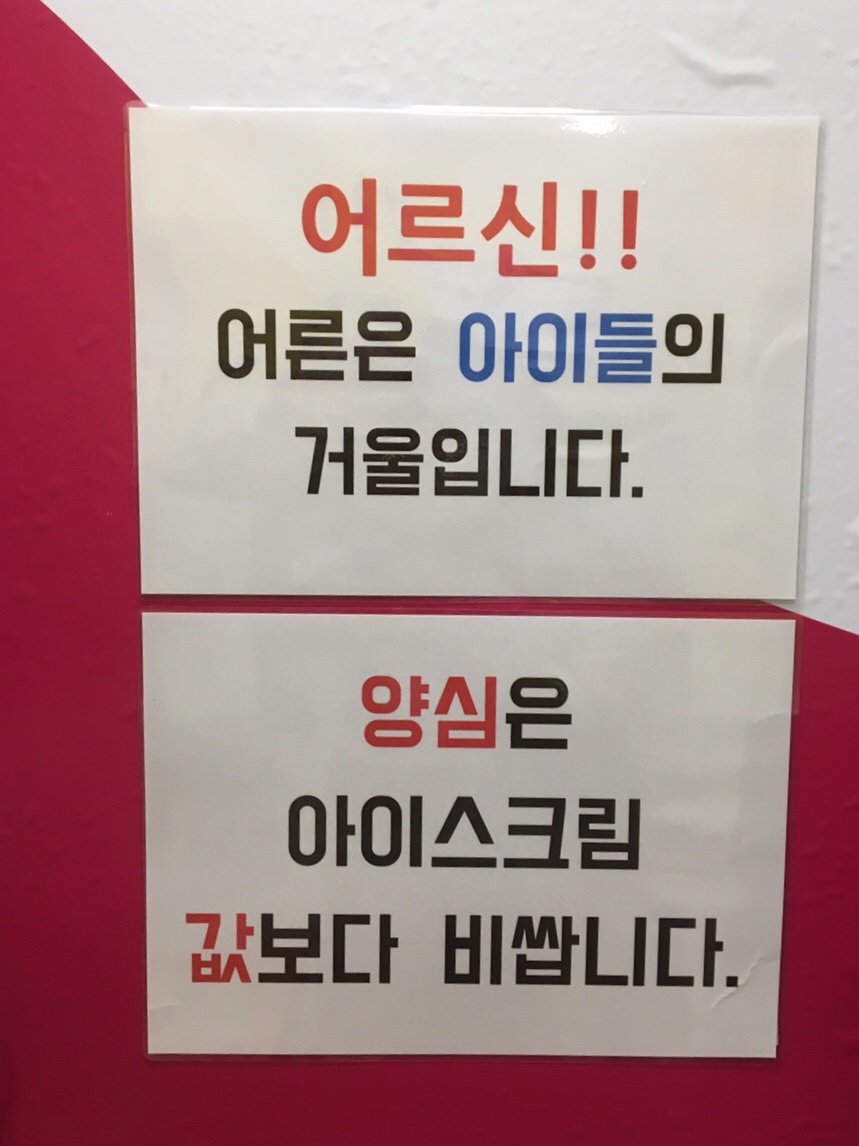 어르신!!
어른은 아이들의
거울입니다.
양심은
아이스크림
값보다 비쌉니다.